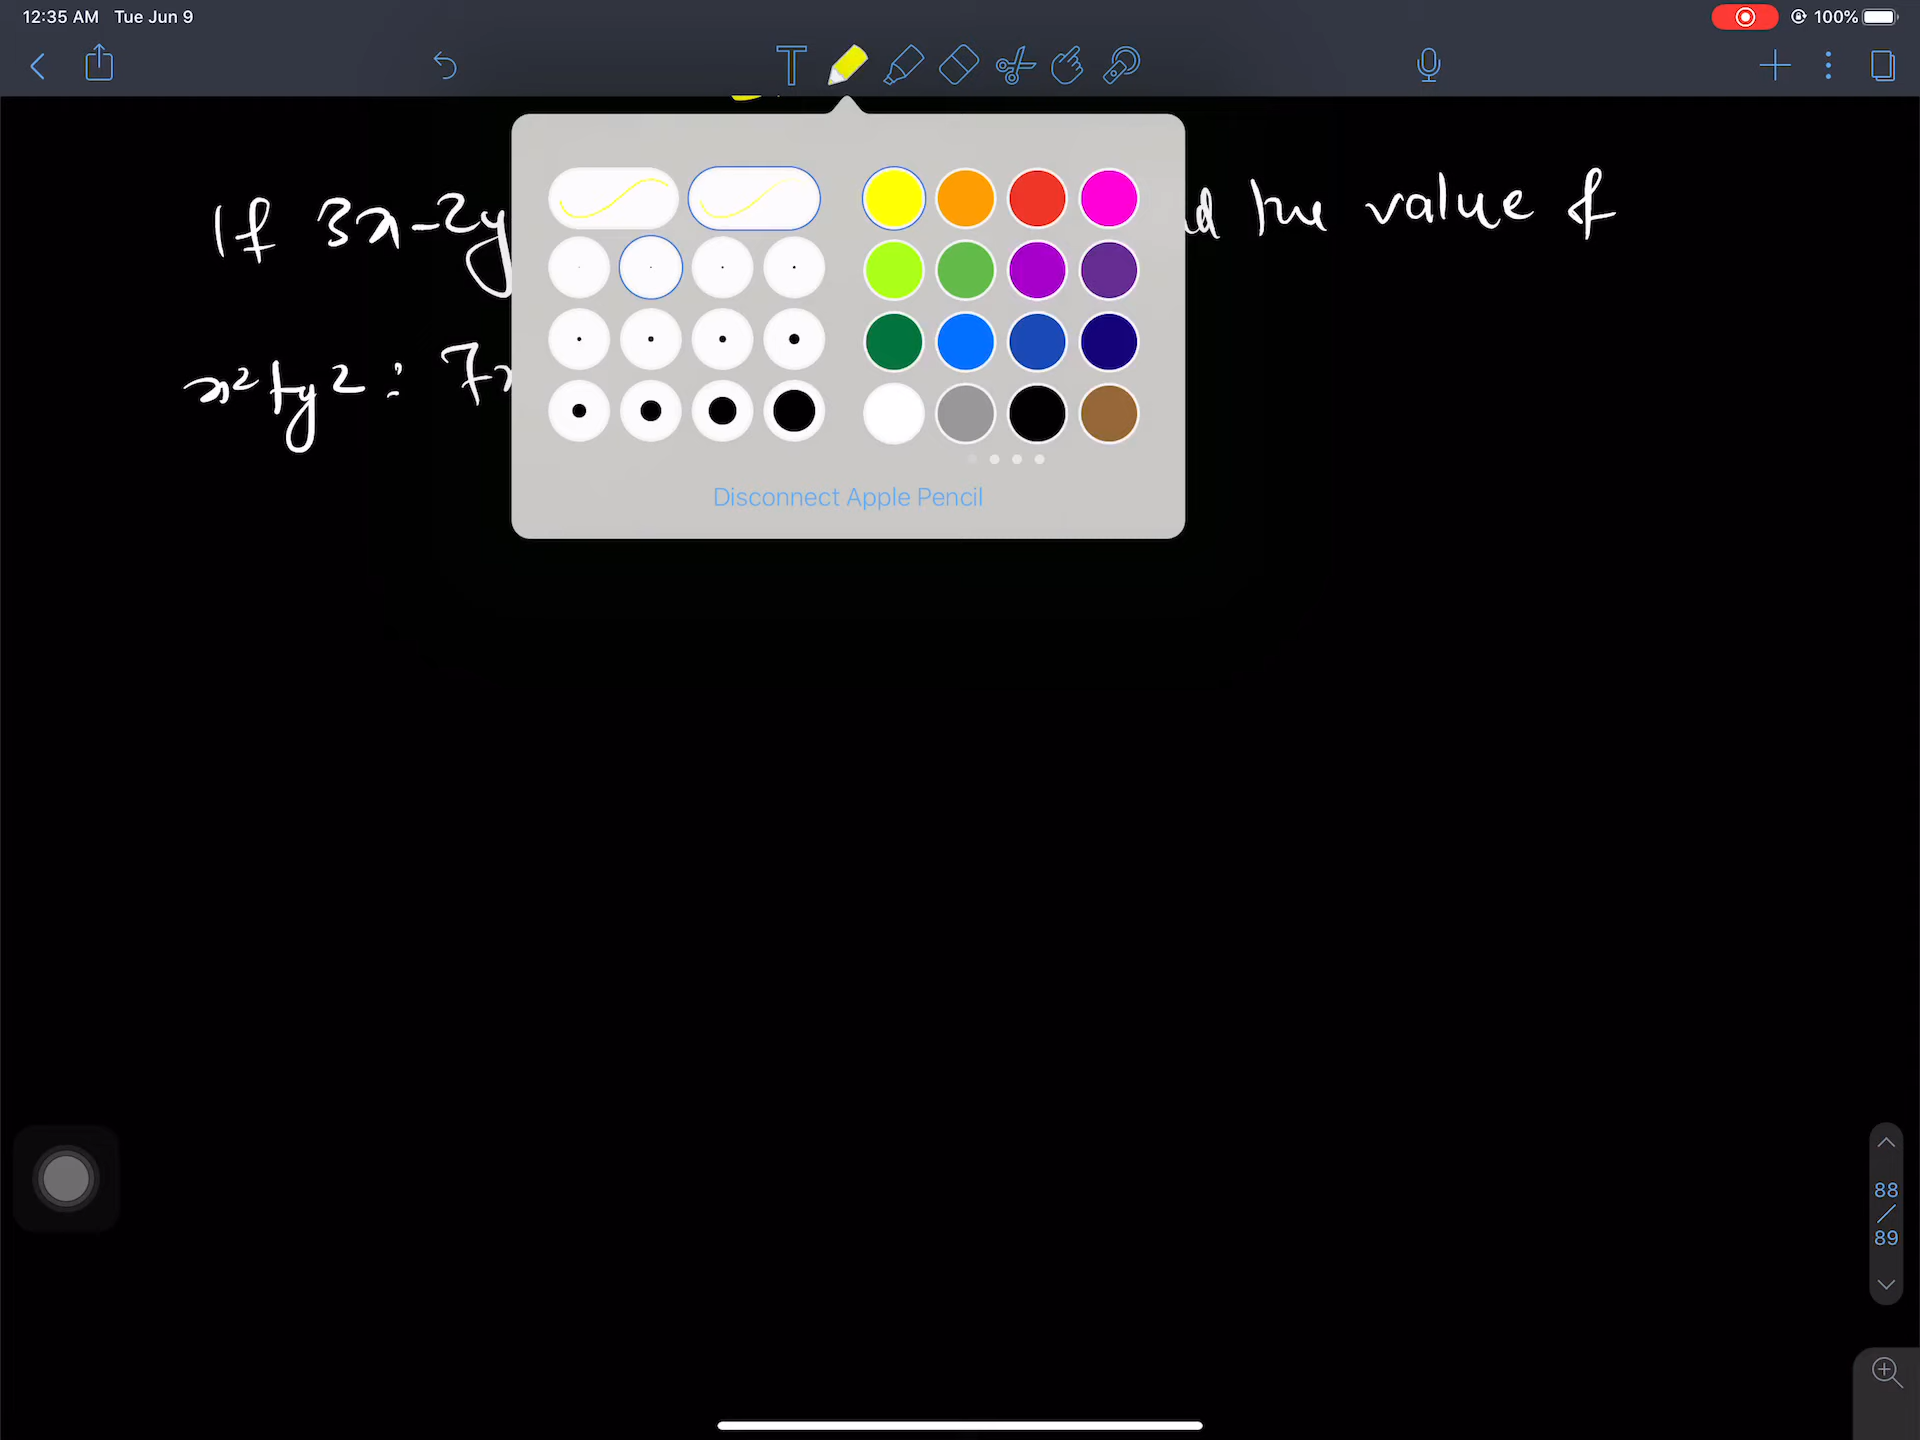 12:35 AM Tue Jun 9 100%
If 3x-2y the value of
x² + y² : 7
Disconnect Apple Pencil
88
/
89